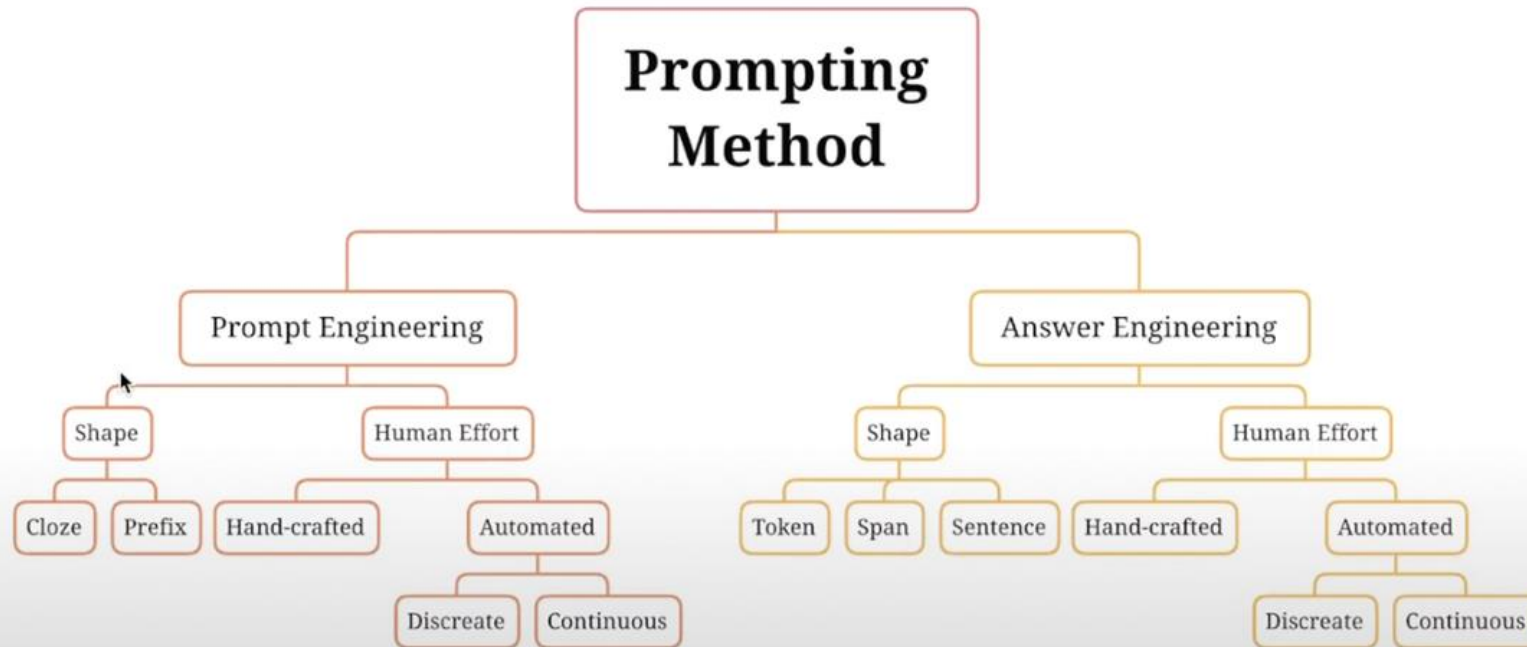 Prompting
Method
Prompt Engineering
Answer Engineering
Shape
Human Effort
Shape
Human Effort
Cloze
Prefix
Hand-crafted
Automated
Token
Span
Sentence
Hand-crafted
Automated
Discreate
Continuous
Discreate
Continuous